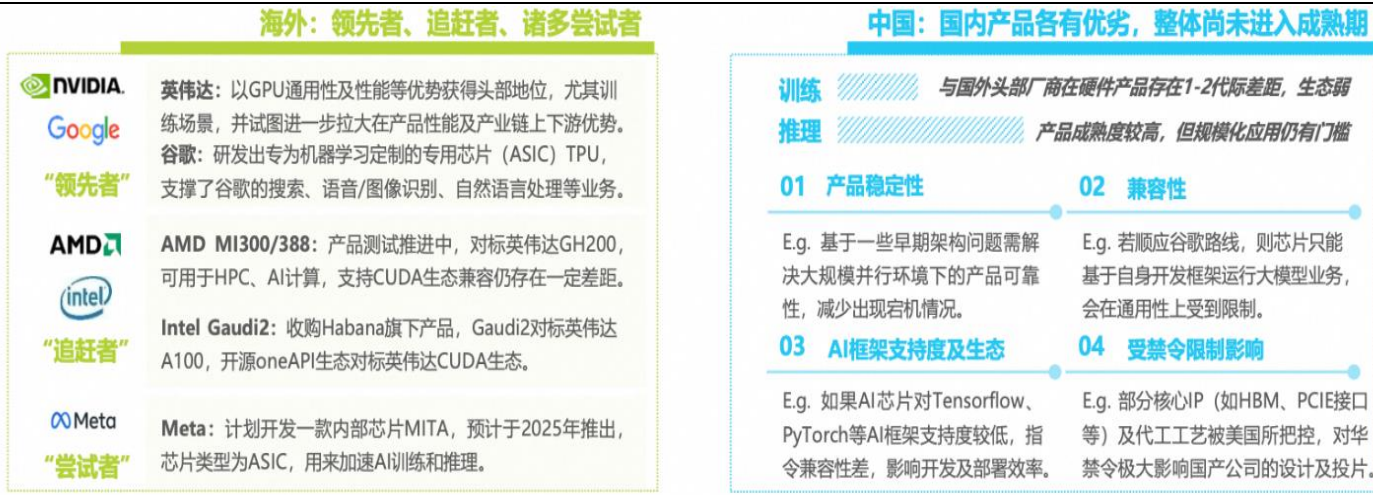 海外：领先者、追赶者、诸多尝试者
NVIDIA.
Google
“领先者”
英伟达：以GPU通用性及性能等优势获得头部地位，尤其训
练场景，并试图进一步拉大在产品性能及产业链上下游优势。
谷歌：研发出专为机器学习定制的专用芯片（ASIC）TPU，
支撑了谷歌的搜索、语音/图像识别、自然语言处理等业务。
AMD
intel
“追赶者”
AMD MI300/388：产品测试推进中，对标英伟达GH200，
可用于HPC、AI计算，支持CUDA生态兼容仍存在一定差距。
Intel Gaudi2：收购Habana旗下产品，Gaudi2对标英伟达
A100，开源oneAPI生态对标英伟达CUDA生态。
Meta
“尝试者”
Meta：计划开发一款内部芯片MITA，预计于2025年推出，
芯片类型为ASIC，用来加速AI训练和推理。
中国：国内产品各有优劣，整体尚未进入成熟期
训练 与国外头部厂商在硬件产品存在1-2代际差距，生态弱
推理 产品成熟度较高，但规模化应用仍有门槛
01 产品稳定性
E.g. 基于一些早期架构问题需解
决大规模并行环境下的产品可靠
性，减少出现宕机情况。
02 兼容性
E.g. 若顺应谷歌路线，则芯片只能
基于自身开发框架运行大模型业务，
会在通用性上受到限制。
03 AI框架支持度及生态
E.g. 如果AI芯片对Tensorflow、
PyTorch等AI框架支持度较低，指
令兼容性差，影响开发及部署效率。
04 受禁令限制影响
E.g. 部分核心IP（如HBM、PCIE接口
等）及代工工艺被美国所把控，对华
禁令极大影响国产公司的设计及投片。